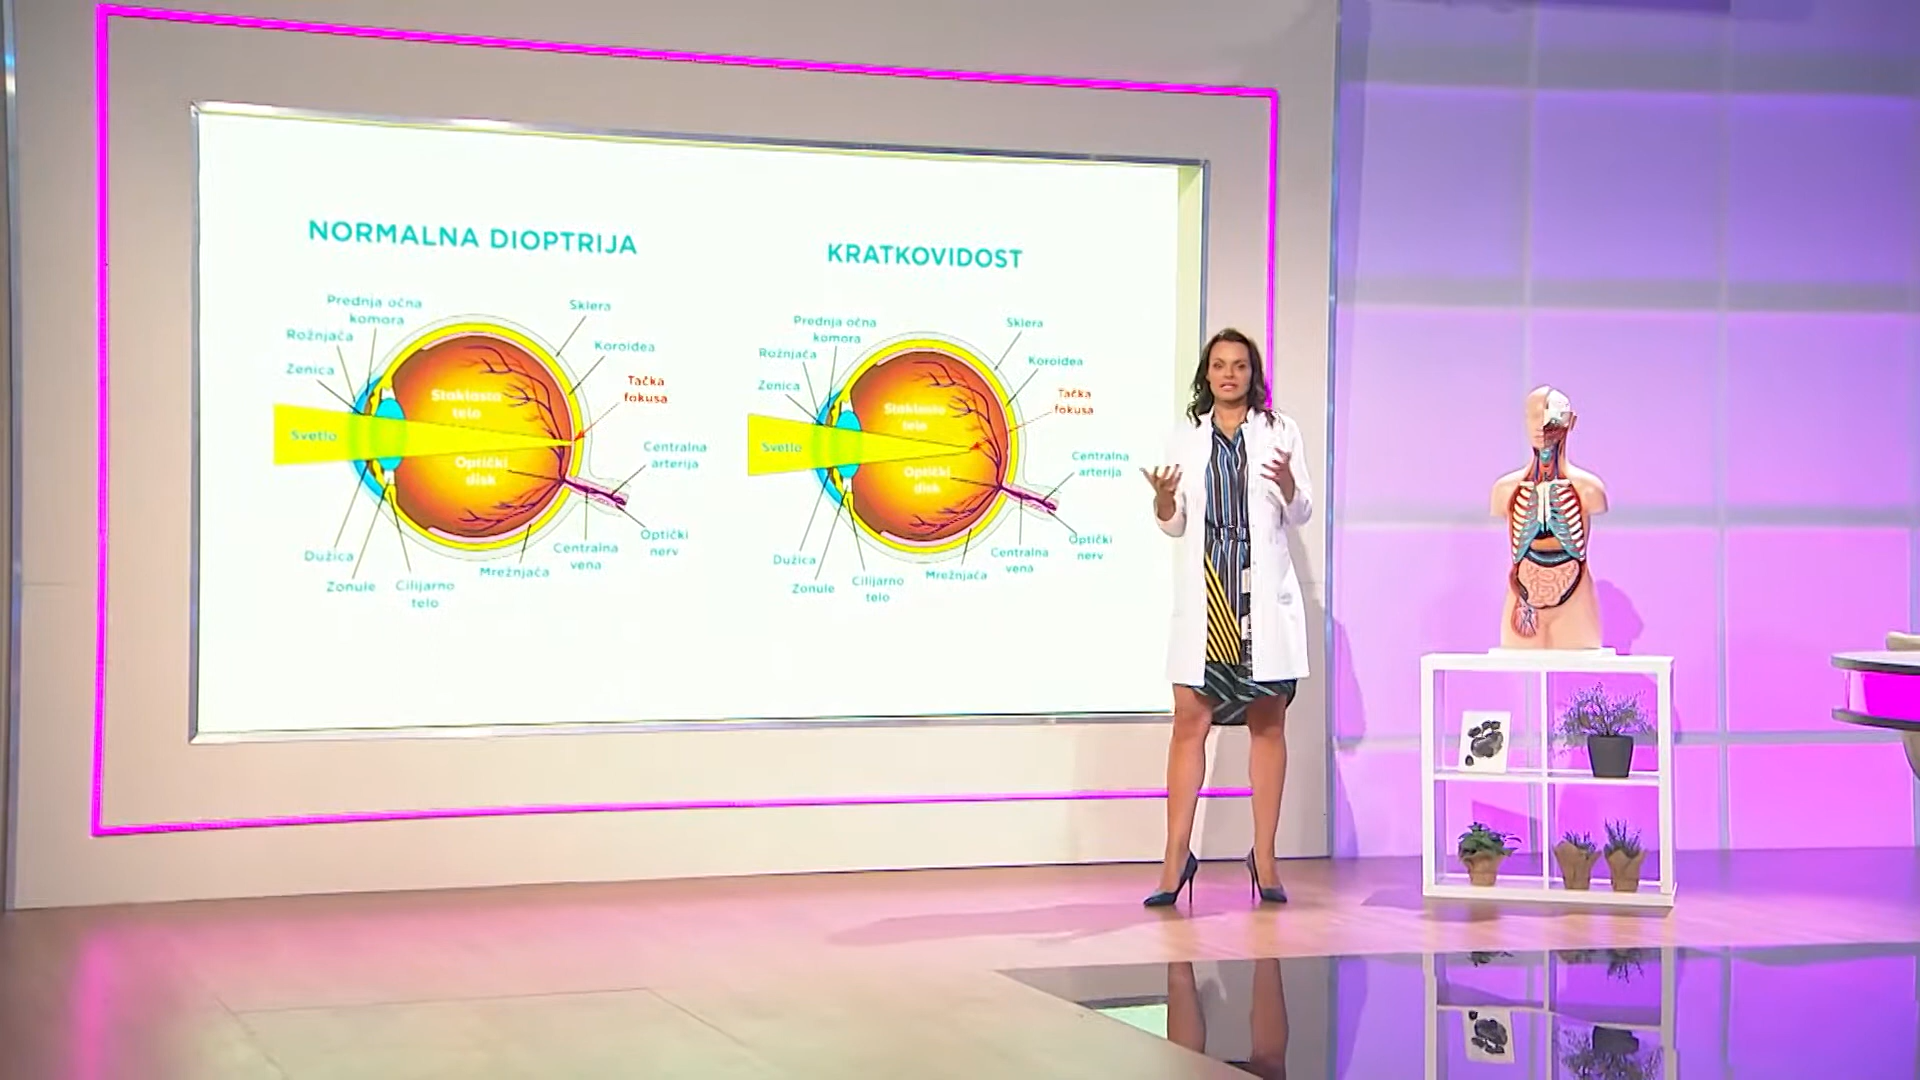 NORMALNA DIOPTRIJA
Prednja očna
komora
Rožnjača
Zenica
Svetlo
Staklasto
telo
Optički
disk
Sklera
Koroidea
Tačka
fokusa
Centralna
arterija
Optički
nerv
Centralna
vena
Mrežnjača
Cilijarno
telo
Zonule
Dužica
KRATKOVIDOST
Prednja očna
komora
Rožnjača
Zenica
Svetlo
Staklasto
telo
Optički
disk
Sklera
Koroidea
Tačka
fokusa
Centralna
arterija
Optički
nerv
Centralna
vena
Mrežnjača
Cilijarno
telo
Zonule
Dužica